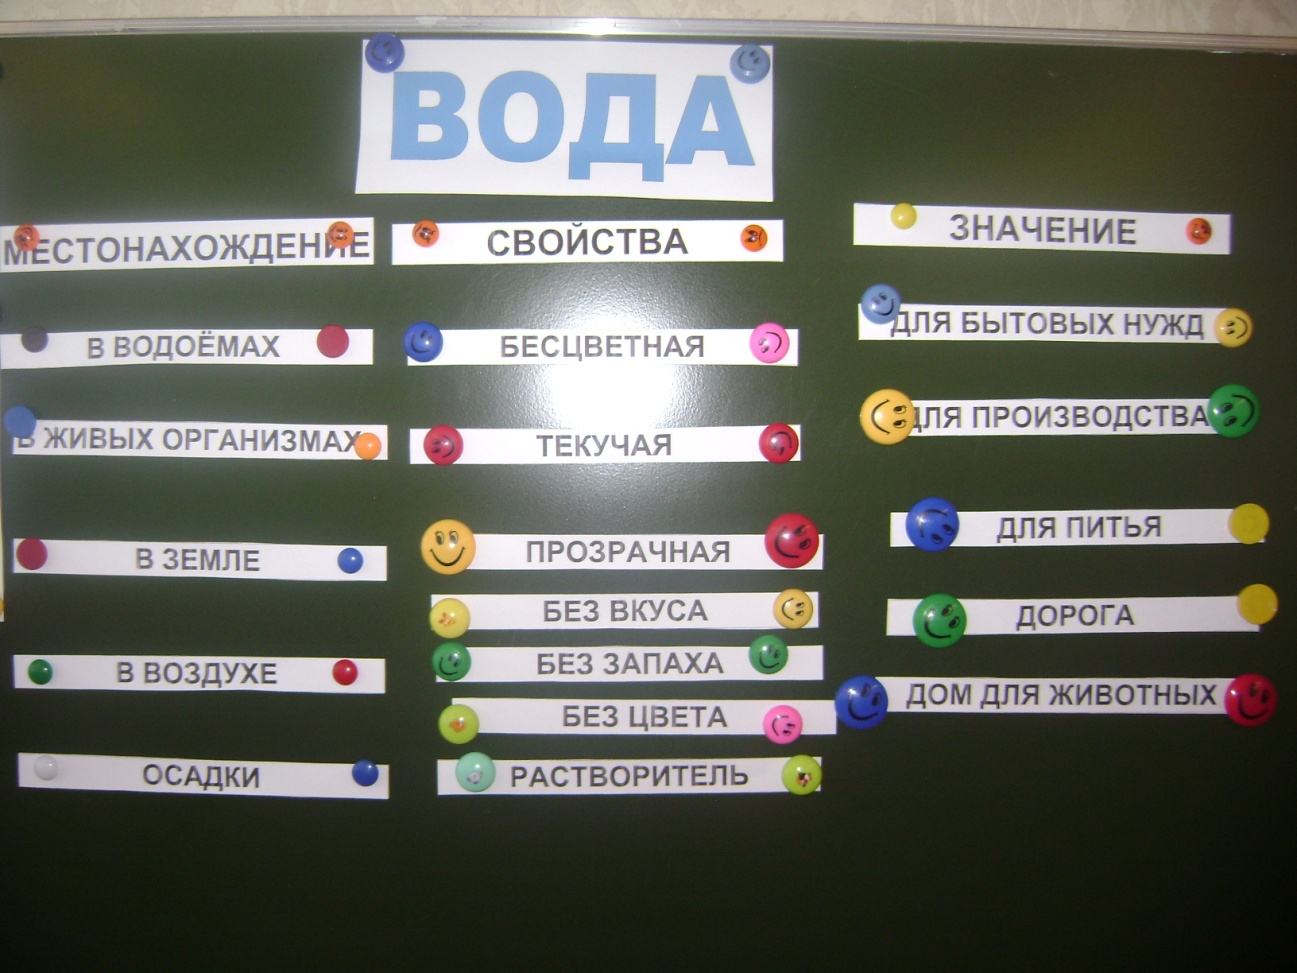 ВОДА
МЕСТОНАХОЖДЕНИЕ
В ВОДОЁМАХ
В ЖИВЫХ ОРГАНИЗМАХ
В ЗЕМЛЕ
В ВОЗДУХЕ
ОСАДКИ
СВОЙСТВА
БЕСЦВЕТНАЯ
ТЕКУЧАЯ
ПРОЗРАЧНАЯ
БЕЗ ВКУСА
БЕЗ ЗАПАХА
БЕЗ ЦВЕТА
РАСТВОРИТЕЛЬ
ЗНАЧЕНИЕ
ДЛЯ БЫТОВЫХ НУЖД
ДЛЯ ПРОИЗВОДСТВА
ДЛЯ ПИТЬЯ
ДОРОГА
ДОМ ДЛЯ ЖИВОТНЫХ